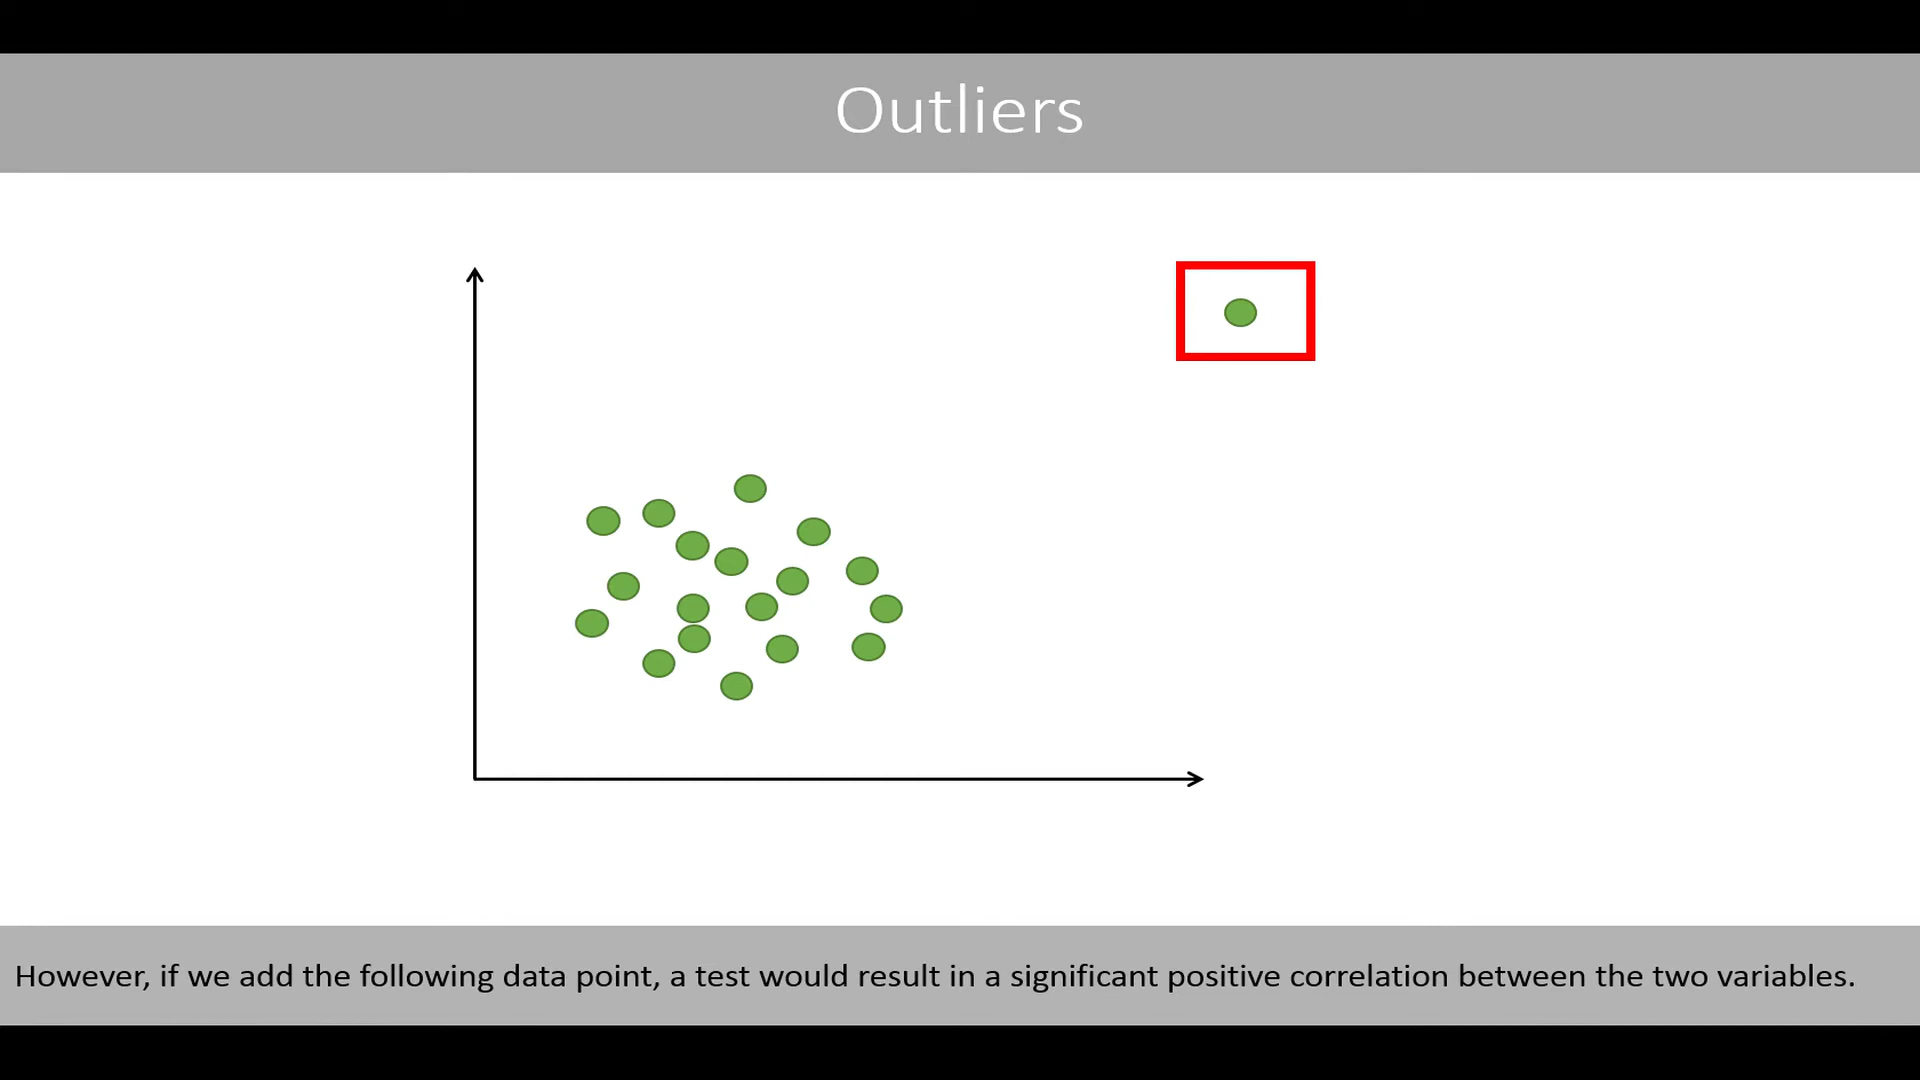 Outliers
However, if we add the following data point, a test would result in a significant positive correlation between the two variables.